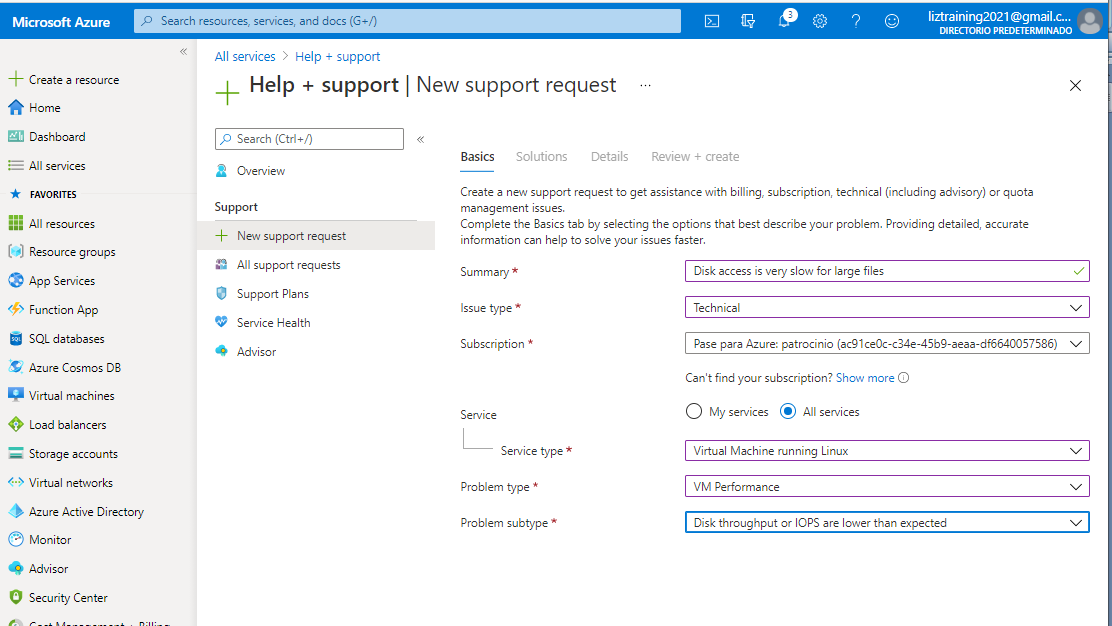 Microsoft Azure
Search resources, services, and docs (G+/)
3
liztraining2021@gmail.c...
DIRECTORIO PREDETERMINADO
Create a resource
Home
Dashboard
All services
FAVORITES
All resources
Resource groups
App Services
Function App
SQL databases
Azure Cosmos DB
Virtual machines
Load balancers
Storage accounts
Virtual networks
Azure Active Directory
Monitor
Advisor
Security Center
Cost Management + Billing
All services > Help + support
Help + support | New support request ...
Search (Ctrl+/)
Overview
Support
New support request
All support requests
Support Plans
Service Health
Advisor
Basics Solutions Details Review + create
Create a new support request to get assistance with billing, subscription, technical (including advisory) or quota
management issues.
Complete the Basics tab by selecting the options that best describe your problem. Providing detailed, accurate
information can help to solve your issues faster.
Summary * Disk access is very slow for large files
Issue type * Technical
Subscription * Pase para Azure: patrocinio (ac91ce0c-c34e-45b9-aeaa-df6640057586)
Can't find your subscription? Show more
Service My services All services
Service type * Virtual Machine running Linux
Problem type * VM Performance
Problem subtype * Disk throughput or IOPS are lower than expected